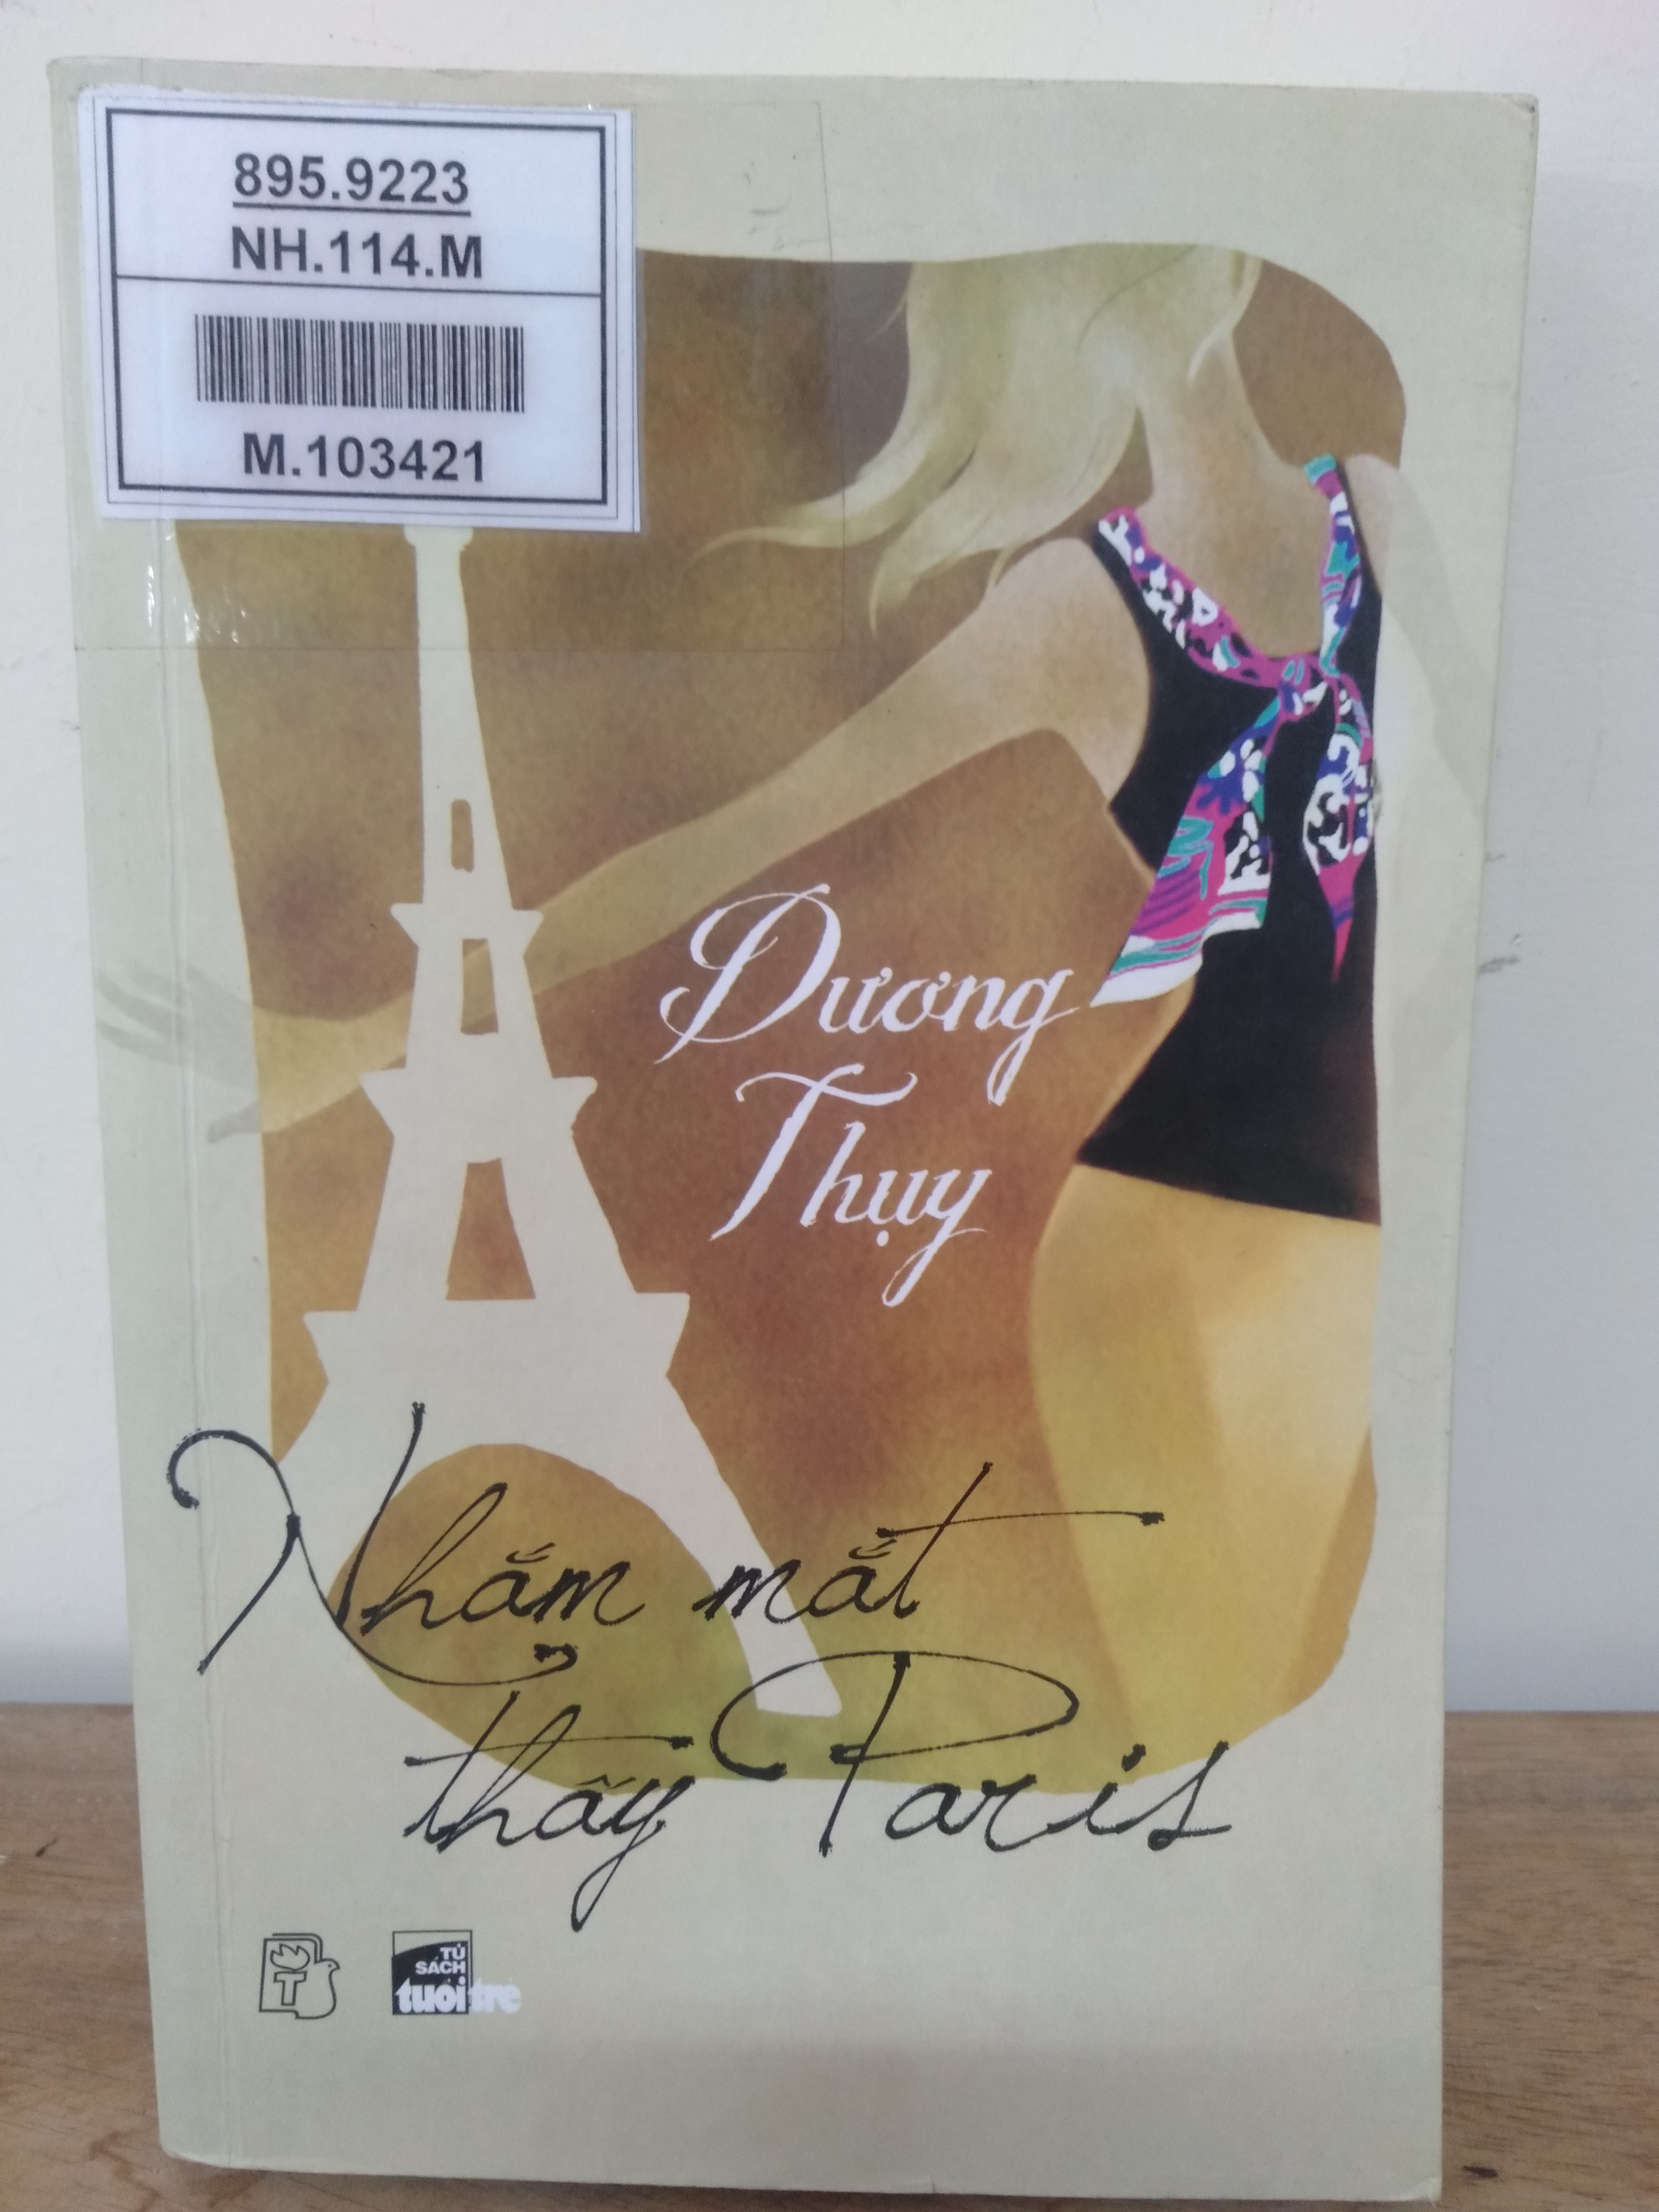 895.9223
NH.114.M
M.103421
Dương
Thụy
Nhắm mắt
thấy Paris
T
TỦ
SÁCH
tuổi trẻ